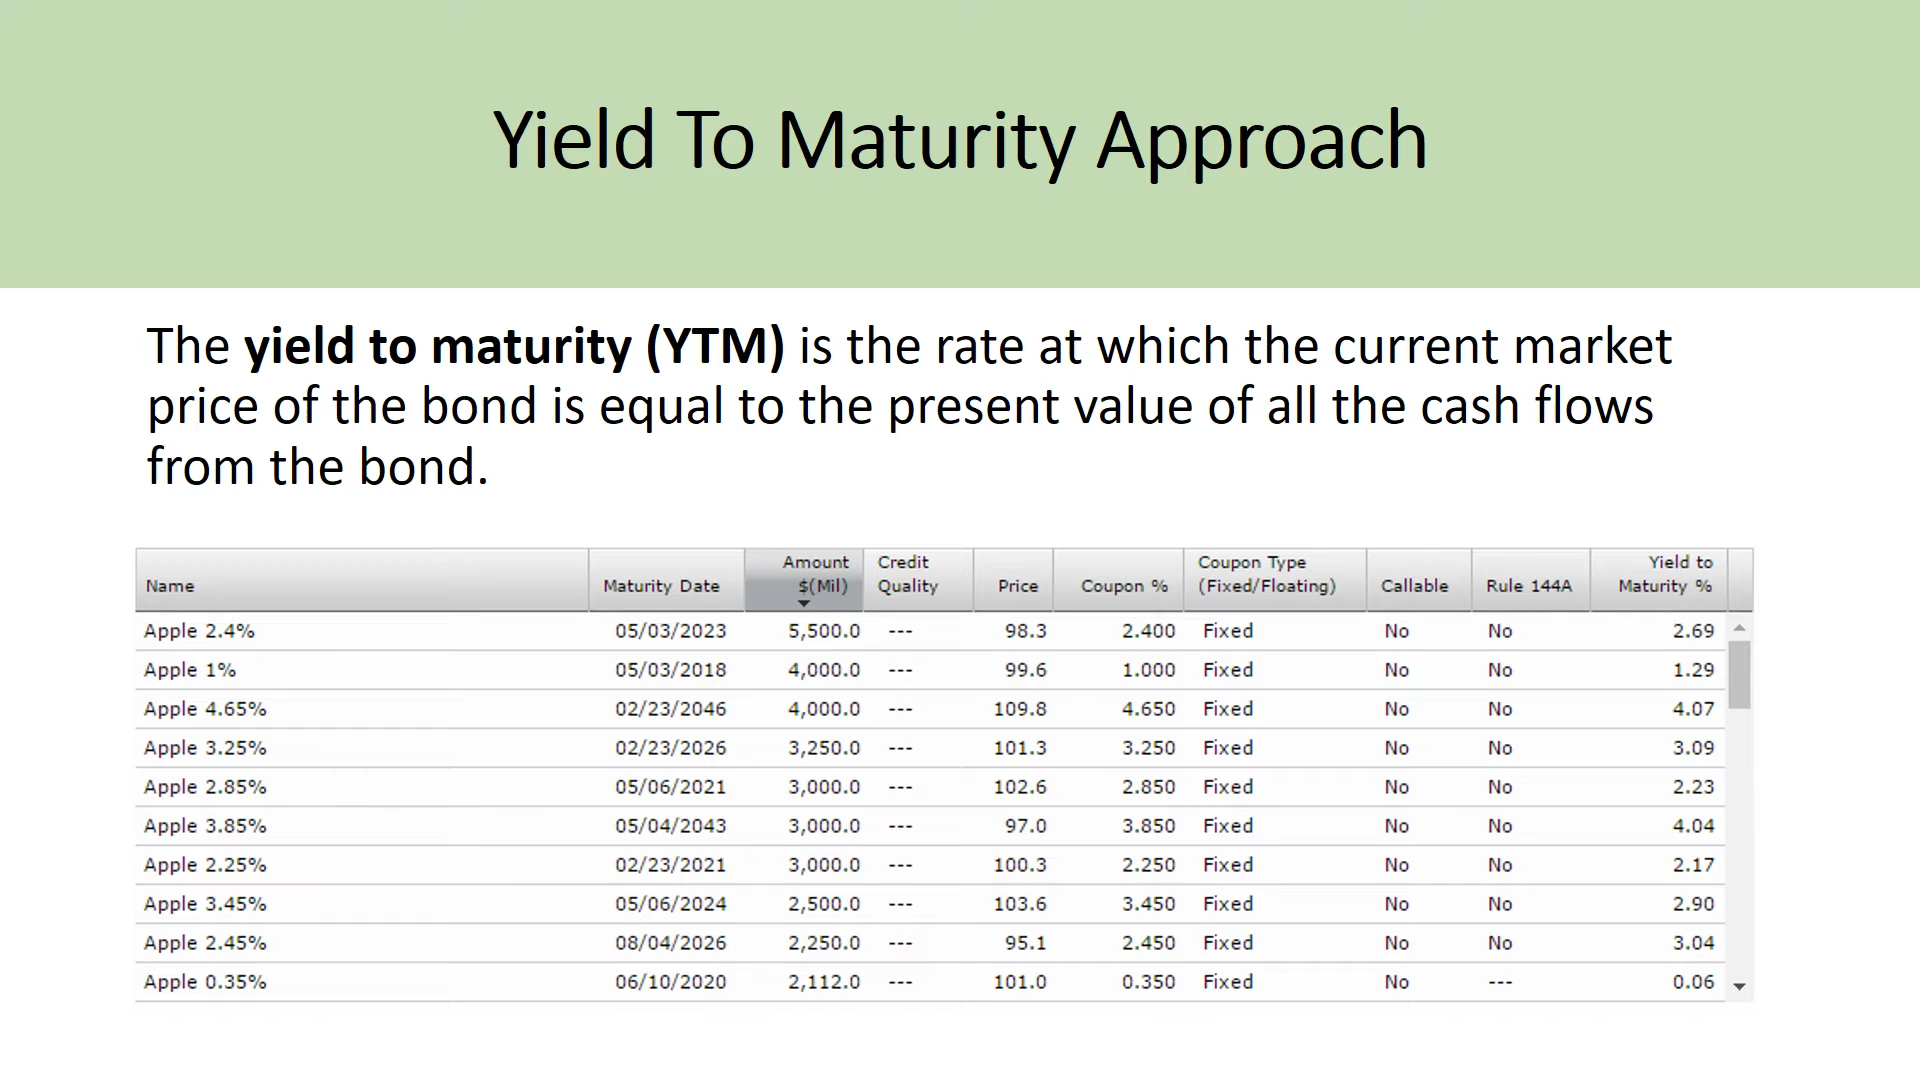 Yield To Maturity Approach
The yield to maturity (YTM) is the rate at which the current market
price of the bond is equal to the present value of all the cash flows
from the bond.
Name Maturity Date Amount $(Mil) Credit Quality Price Coupon % Coupon Type (Fixed/Floating) Callable Rule 144A Yield to Maturity %
Apple 2.4% 05/03/2023 5,500.0 --- 98.3 2.400 Fixed No No 2.69
Apple 1% 05/03/2018 4,000.0 --- 99.6 1.000 Fixed No No 1.29
Apple 4.65% 02/23/2046 4,000.0 --- 109.8 4.650 Fixed No No 4.07
Apple 3.25% 02/23/2026 3,250.0 --- 101.3 3.250 Fixed No No 3.09
Apple 2.85% 05/06/2021 3,000.0 --- 102.6 2.850 Fixed No No 2.23
Apple 3.85% 05/04/2043 3,000.0 --- 97.0 3.850 Fixed No No 4.04
Apple 2.25% 02/23/2021 3,000.0 --- 100.3 2.250 Fixed No No 2.17
Apple 3.45% 05/06/2024 2,500.0 --- 103.6 3.450 Fixed No No 2.90
Apple 2.45% 08/04/2026 2,250.0 --- 95.1 2.450 Fixed No No 3.04
Apple 0.35% 06/10/2020 2,112.0 --- 101.0 0.350 Fixed No --- 0.06